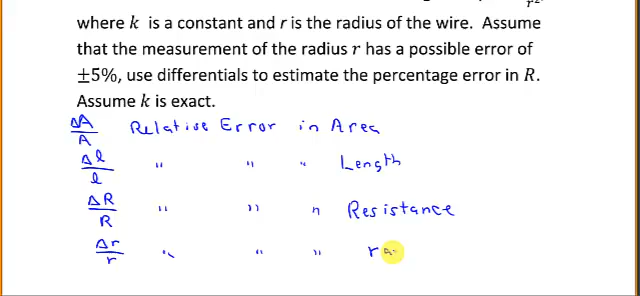 where k is a constant and r is the radius of the wire. Assume
that the measurement of the radius r has a possible error of
±5%, use differentials to estimate the percentage error in R.
Assume k is exact.
ΔA/A Relative Error in Area
Δl/l " " " Length
ΔR/R " " " Resistance
Δr/r " " " ra